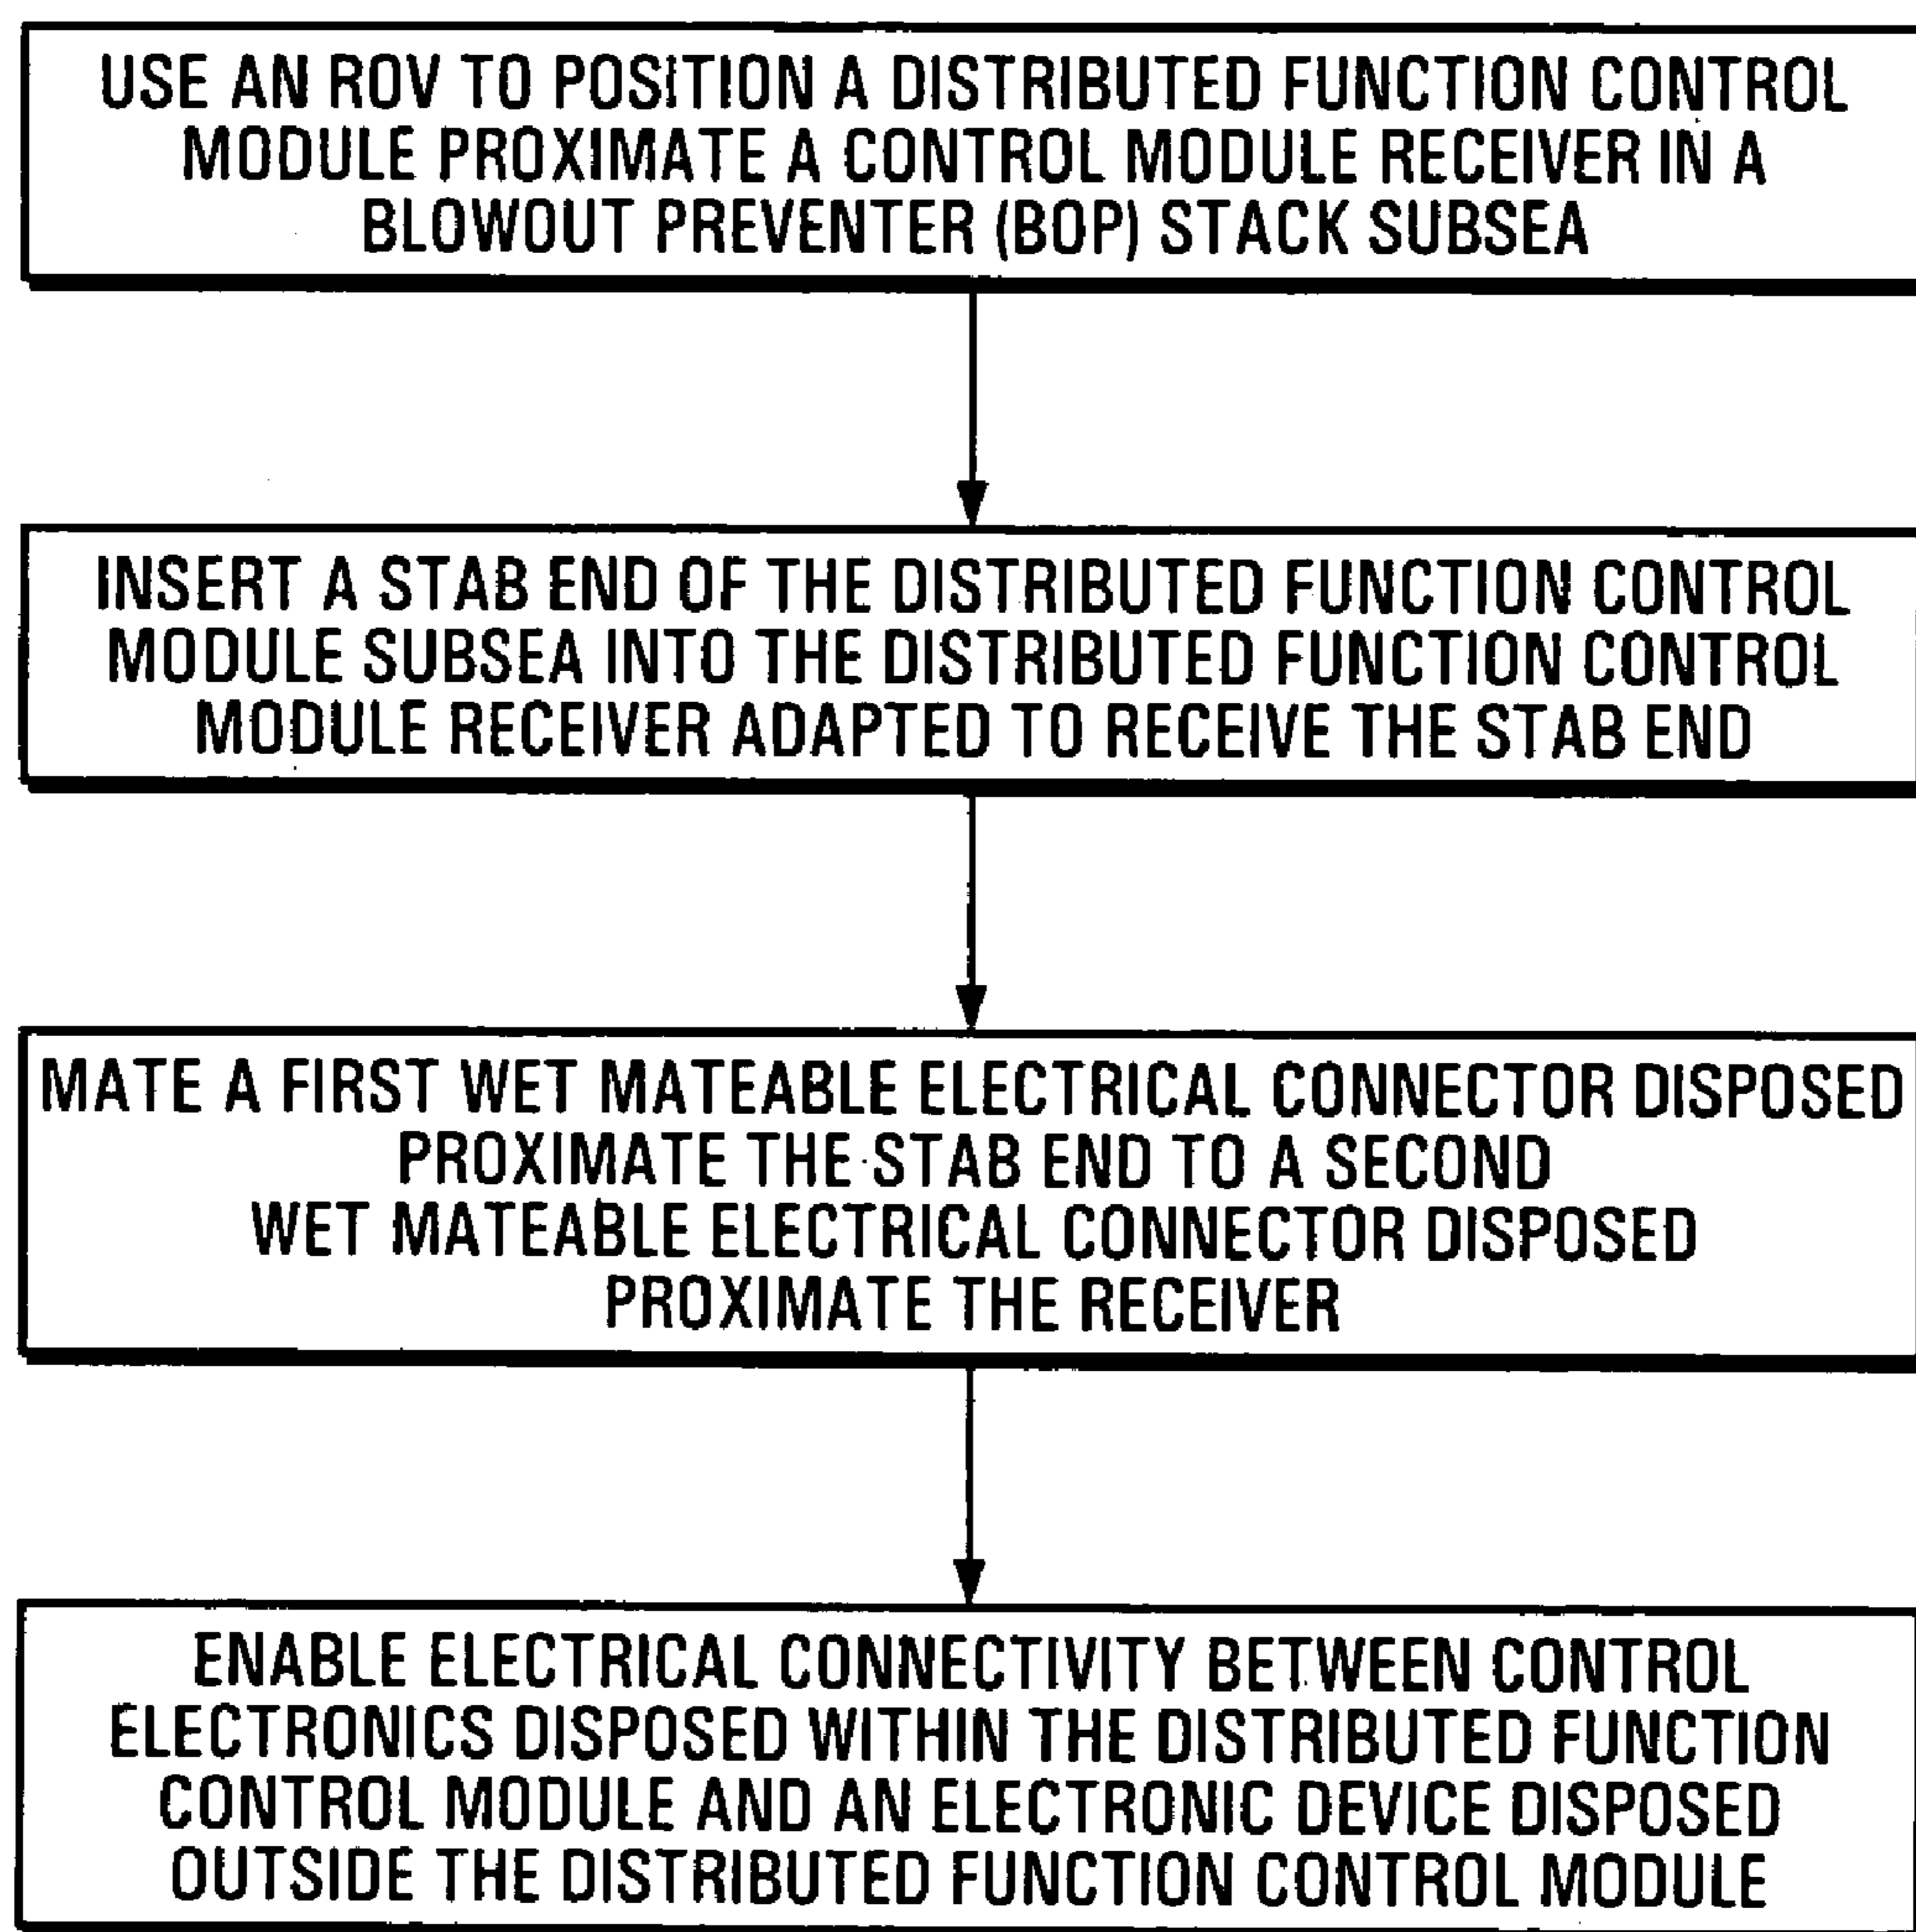 USE AN ROV TO POSITION A DISTRIBUTED FUNCTION CONTROL
MODULE PROXIMATE A CONTROL MODULE RECEIVER IN A
BLOWOUT PREVENTER (BOP) STACK SUBSEA
INSERT A STAB END OF THE DISTRIBUTED FUNCTION CONTROL
MODULE SUBSEA INTO THE DISTRIBUTED FUNCTION CONTROL
MODULE RECEIVER ADAPTED TO RECEIVE THE STAB END
MATE A FIRST WET MATEABLE ELECTRICAL CONNECTOR DISPOSED
PROXIMATE THE STAB END TO A SECOND
WET MATEABLE ELECTRICAL CONNECTOR DISPOSED
PROXIMATE THE RECEIVER
ENABLE ELECTRICAL CONNECTIVITY BETWEEN CONTROL
ELECTRONICS DISPOSED WITHIN THE DISTRIBUTED FUNCTION
CONTROL MODULE AND AN ELECTRONIC DEVICE DISPOSED
OUTSIDE THE DISTRIBUTED FUNCTION CONTROL MODULE